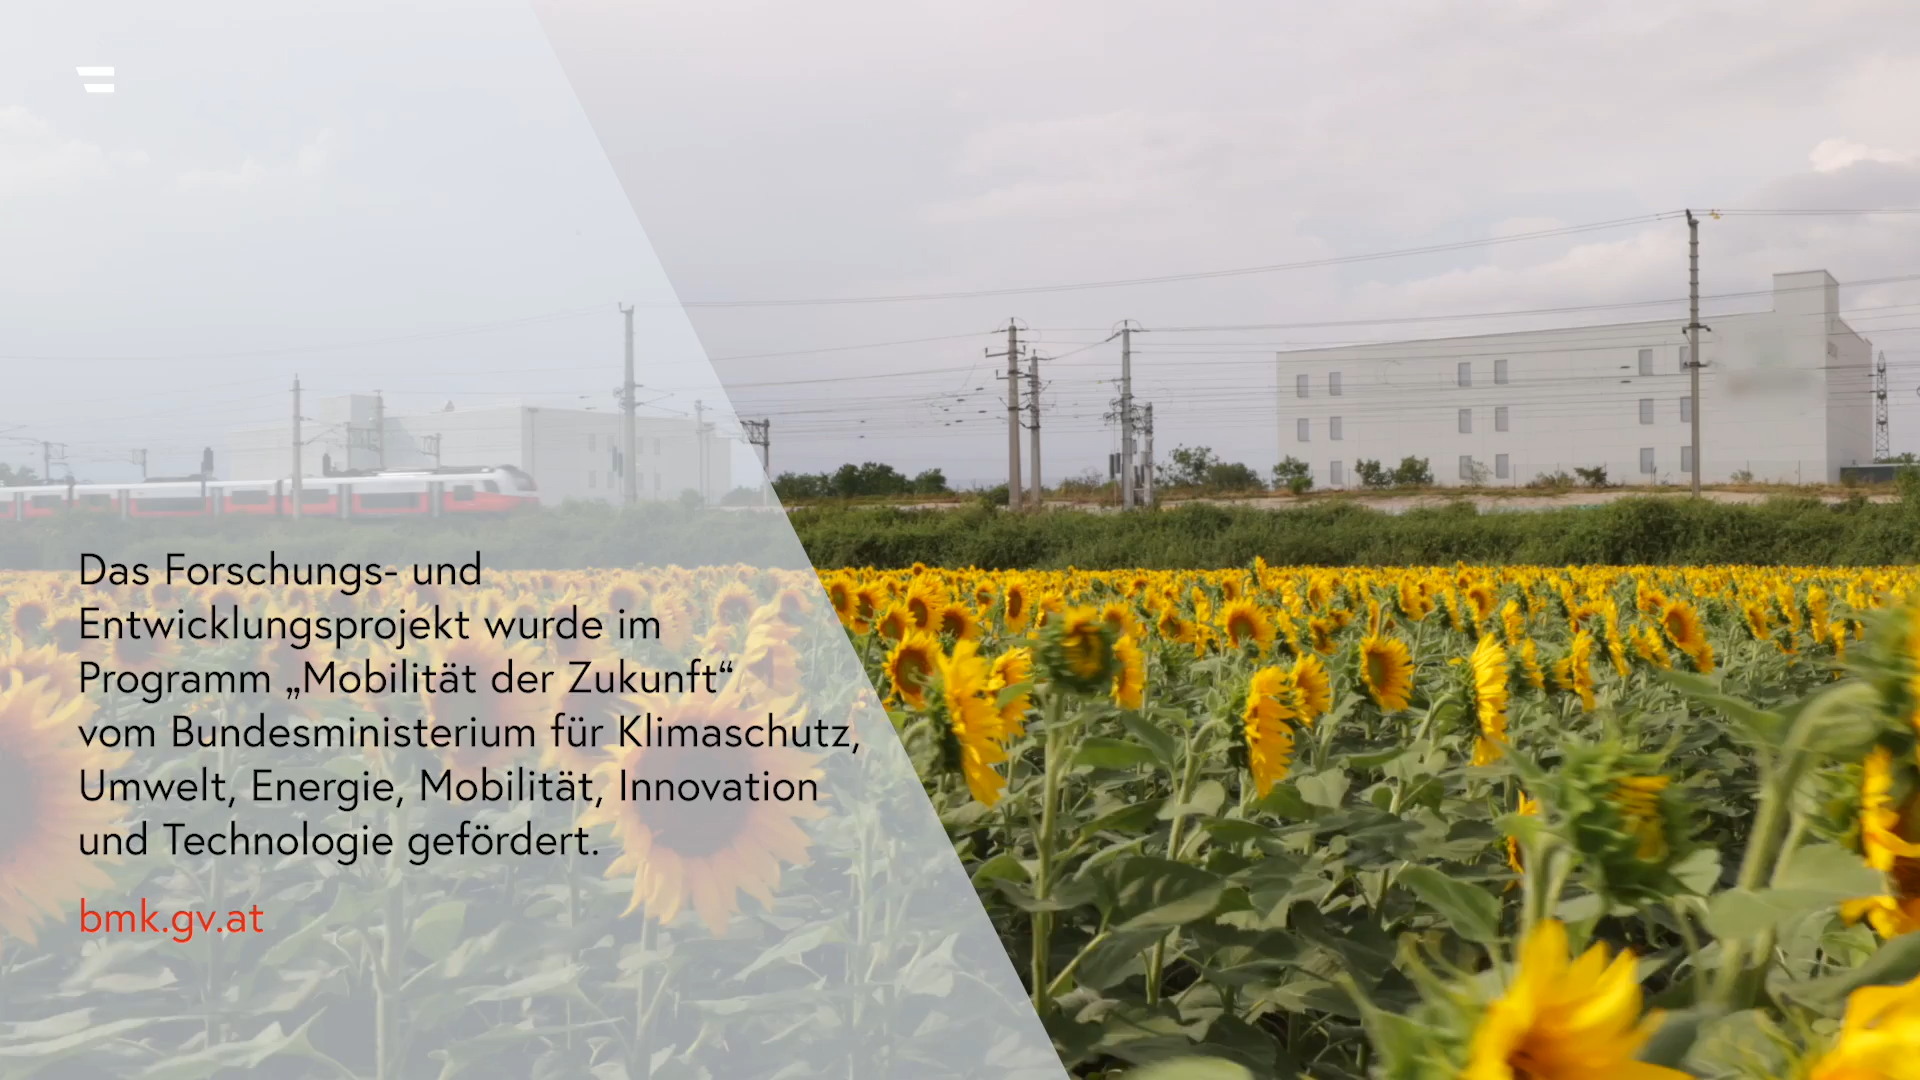 Das Forschungs- und
Entwicklungsprojekt wurde im
Programm „Mobilität der Zukunft“
vom Bundesministerium für Klimaschutz,
Umwelt, Energie, Mobilität, Innovation
und Technologie gefördert.
bmk.gv.at